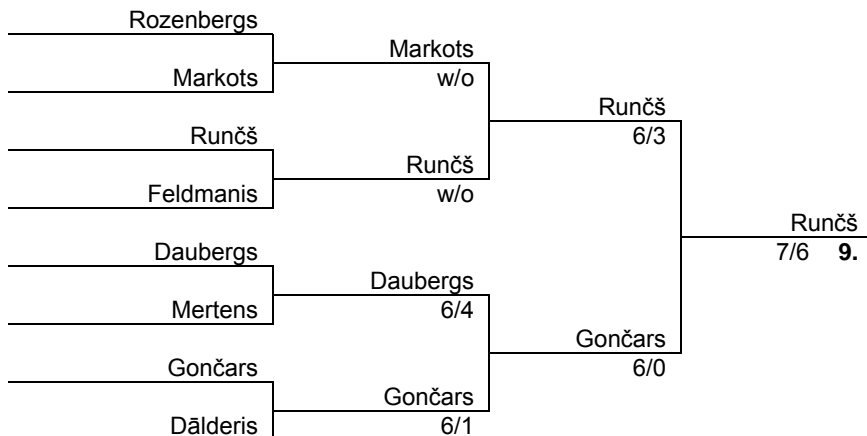 Rozenbergs
Markots
Markots
w/o
Runčš
6/3
Runčš
Feldmanis
Runčš
w/o
Runčš
7/6 9.
Daubergs
Mertens
Daubergs
6/4
Gončars
6/0
Gončars
Dālderis
Gončars
6/1